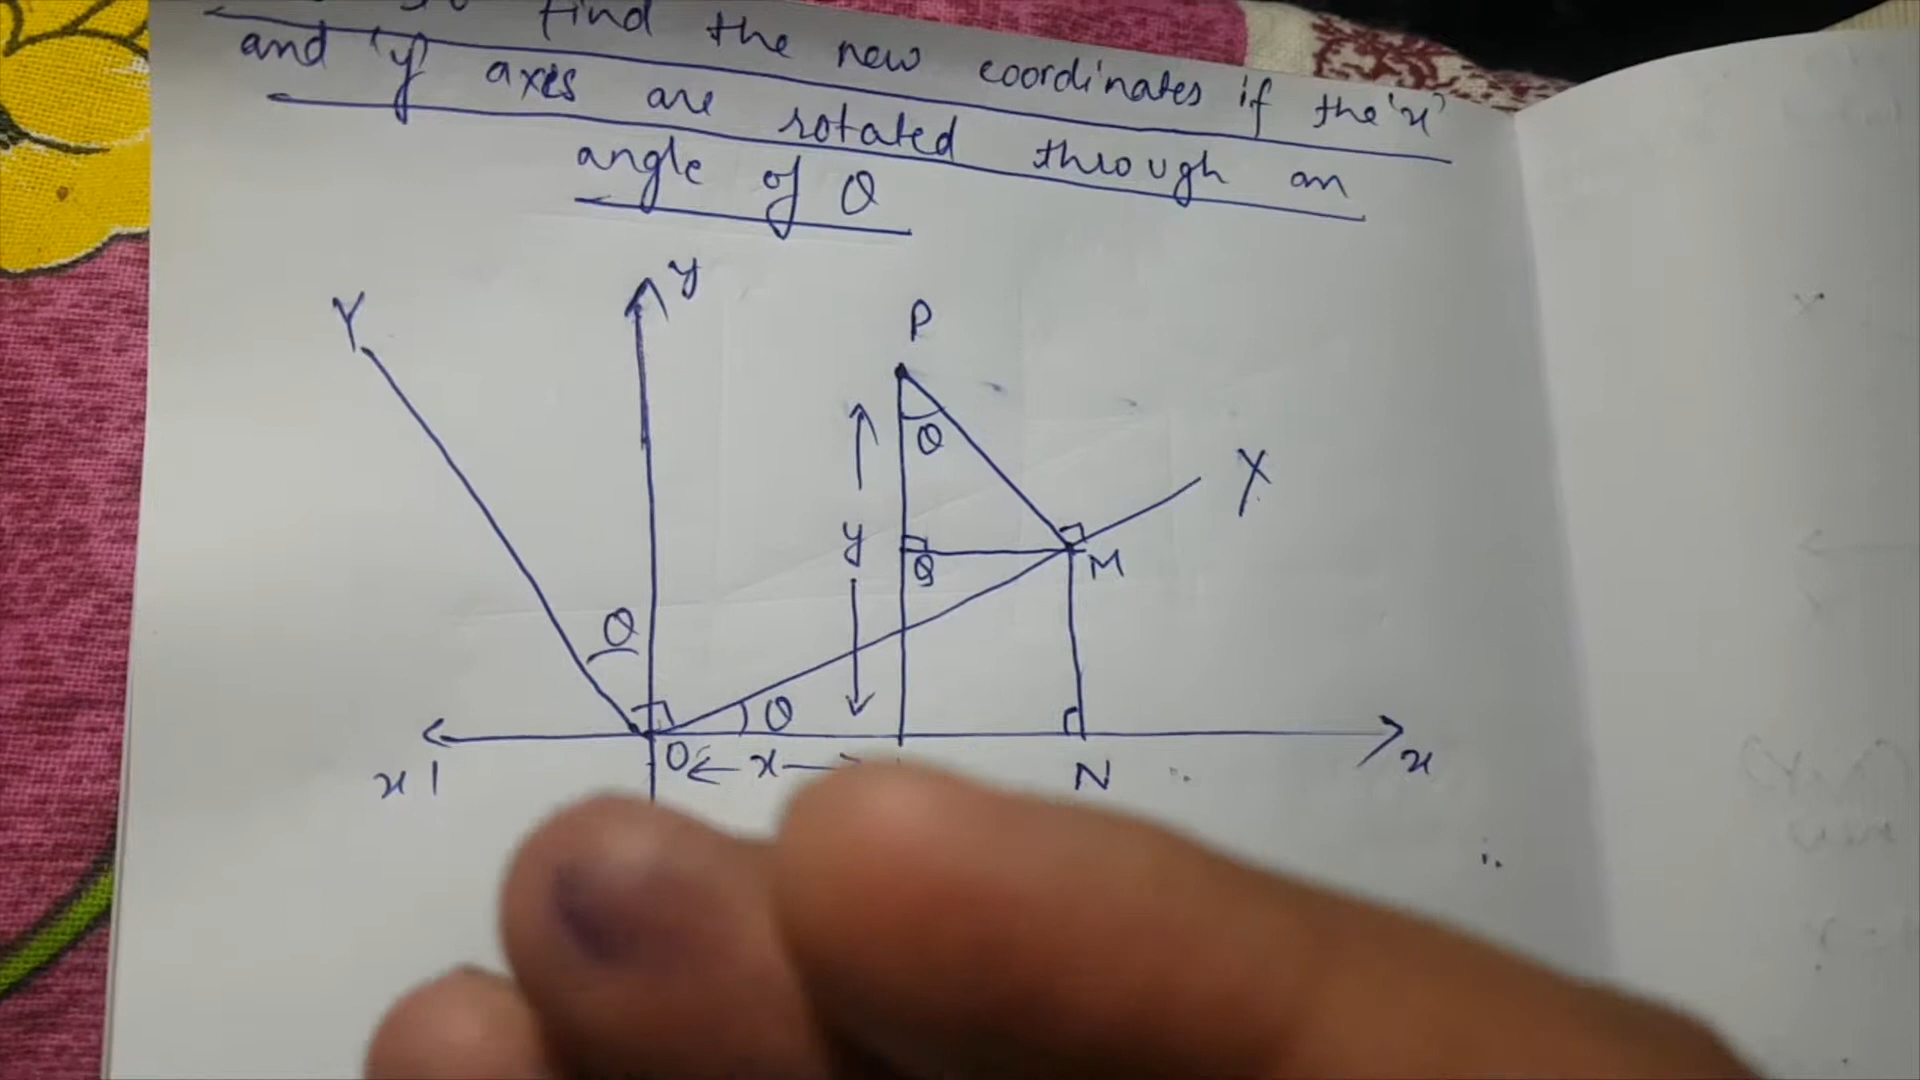 find the new coordinates if the 'x'
and 'y' axes are rotated through an
angle of θ
Y
y
P
θ
X
y
Q
M
θ
θ
x'
O
x
N
x